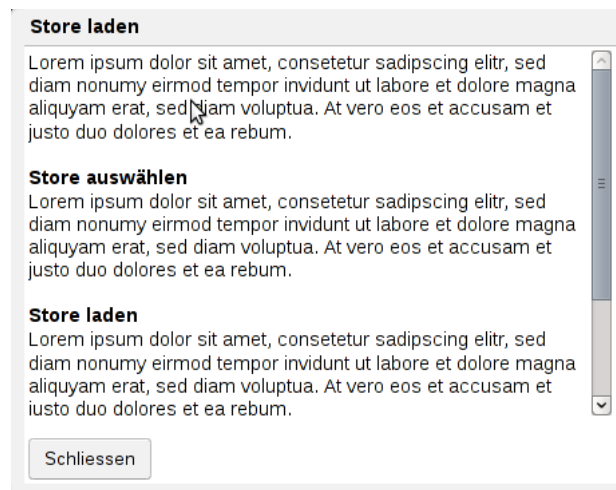 Store laden
Lorem ipsum dolor sit amet, consetetur sadipscing elitr, sed
diam nonumy eirmod tempor invidunt ut labore et dolore magna
aliquyam erat, sed diam voluptua. At vero eos et accusam et
justo duo dolores et ea rebum.
Store auswählen
Lorem ipsum dolor sit amet, consetetur sadipscing elitr, sed
diam nonumy eirmod tempor invidunt ut labore et dolore magna
aliquyam erat, sed diam voluptua. At vero eos et accusam et
justo duo dolores et ea rebum.
Store laden
Lorem ipsum dolor sit amet, consetetur sadipscing elitr, sed
diam nonumy eirmod tempor invidunt ut labore et dolore magna
aliquyam erat, sed diam voluptua. At vero eos et accusam et
justo duo dolores et ea rebum.
Schliessen